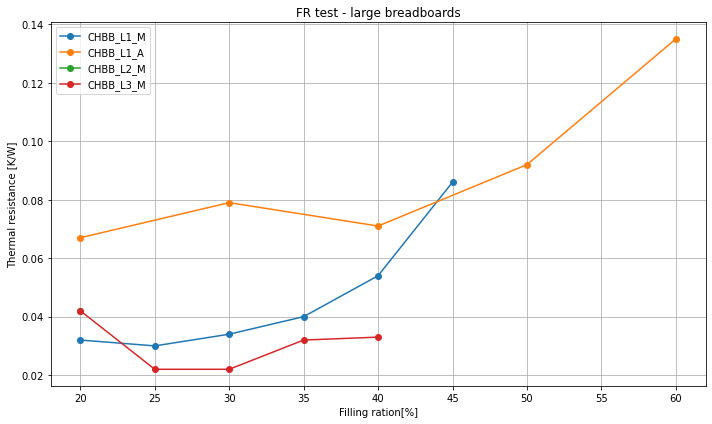 FR test - large breadboards
CHBB_L1_M
CHBB_L1_A
CHBB_L2_M
CHBB_L3_M
Thermal resistance [K/W]
0.14
0.12
0.10
0.08
0.06
0.04
0.02
20 25 30 35 40 45 50 55 60
Filling ration[%]